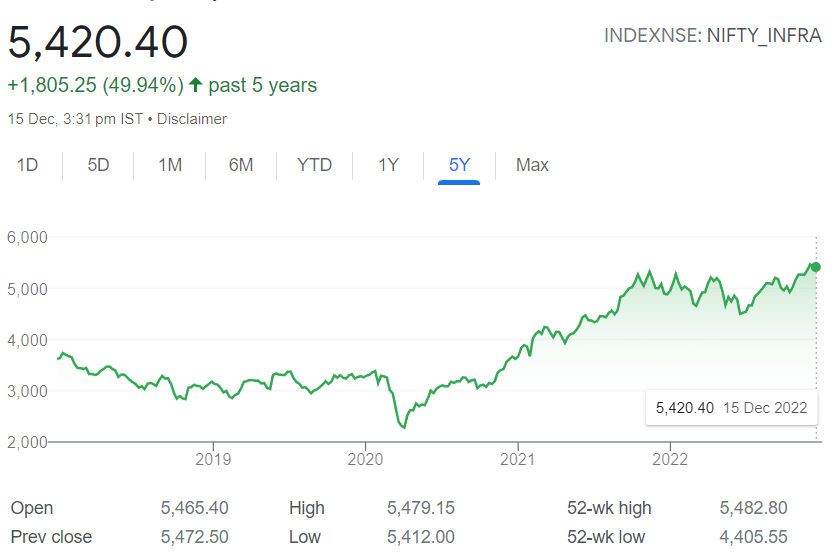 5,420.40
INDEXNSE: NIFTY_INFRA
+1,805.25 (49.94%) ↑ past 5 years
15 Dec, 3:31 pm IST • Disclaimer
1D 5D 1M 6M YTD 1Y 5Y Max
6,000
5,000
4,000
3,000
2,000
5,420.40 15 Dec 2022
2019 2020 2021 2022
Open 5,465.40 High 5,479.15 52-wk high 5,482.80
Prev close 5,472.50 Low 5,412.00 52-wk low 4,405.55